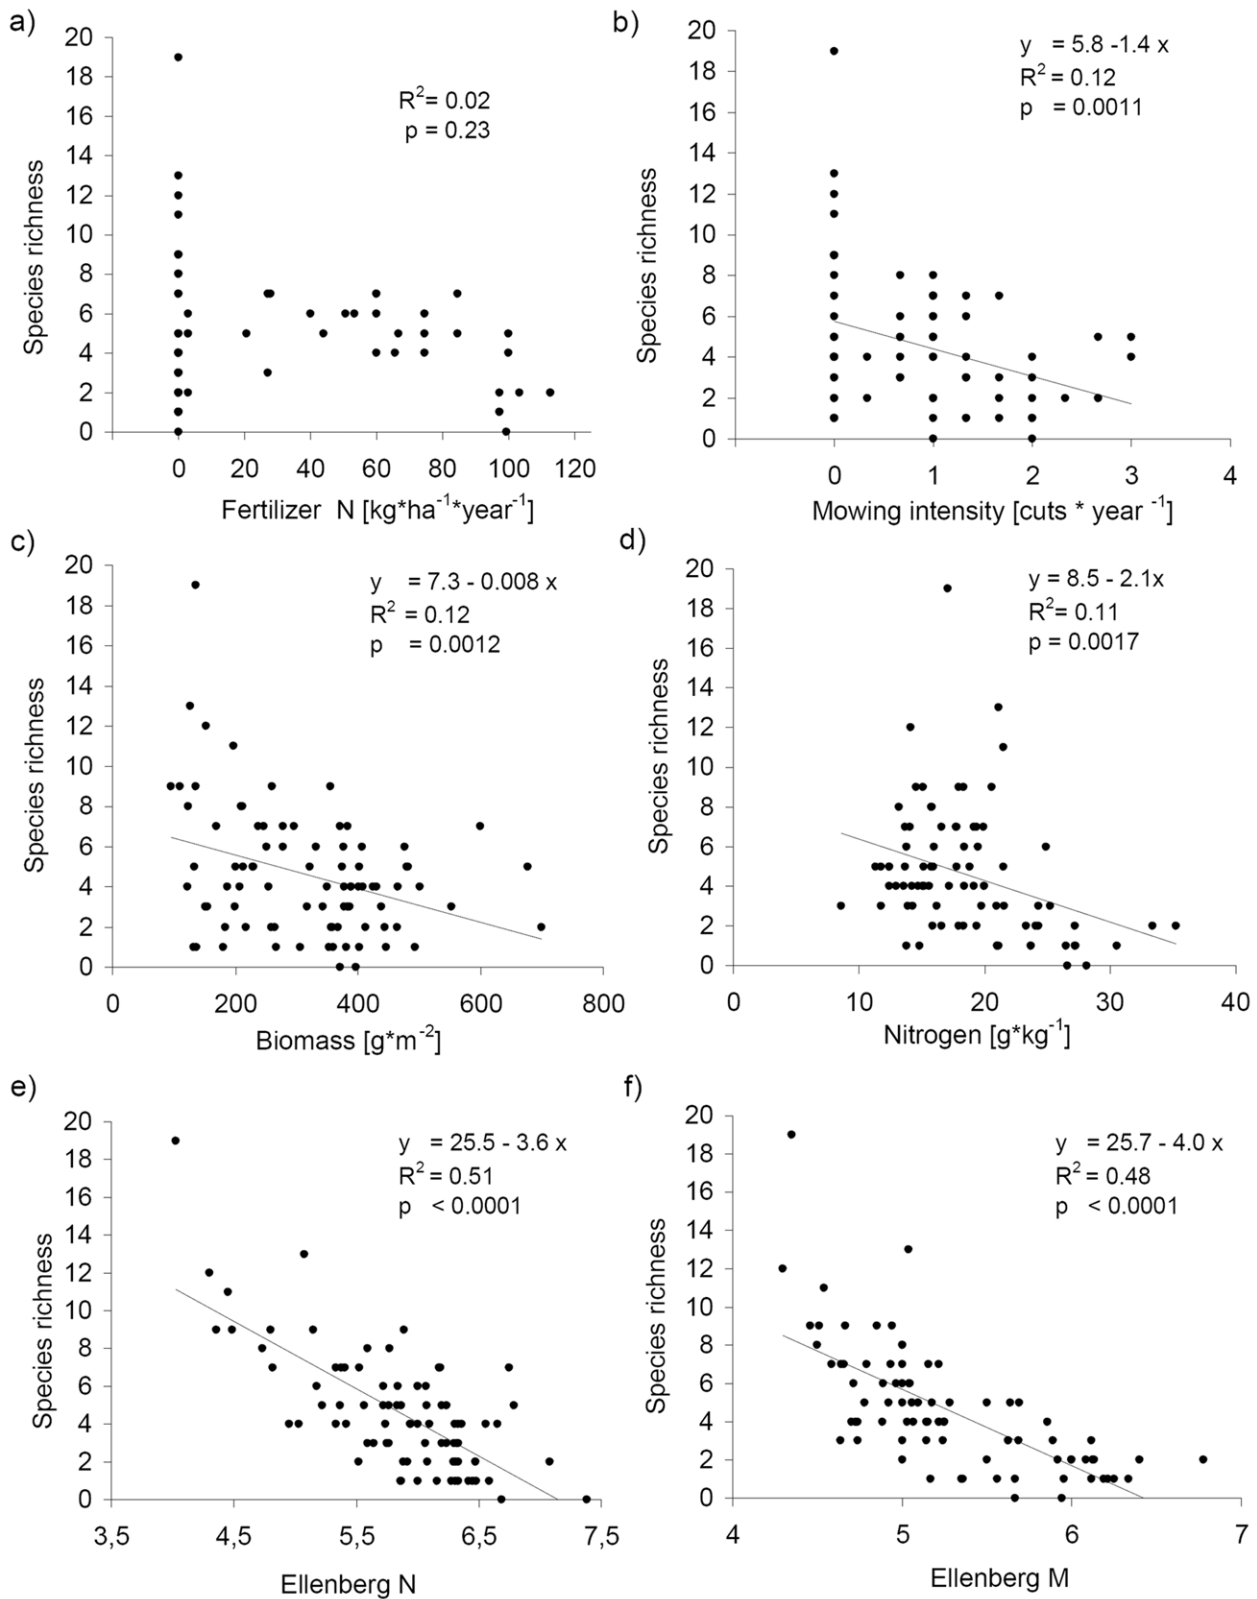 a)
20
18
16
14
12
10
8
6
4
2
0
Species richness
R²= 0.02
p = 0.23
0 20 40 60 80 100 120
Fertilizer N [kg*ha⁻¹*year⁻¹]
b)
20
18
16
14
12
10
8
6
4
2
0
Species richness
y = 5.8 -1.4 x
R² = 0.12
p = 0.0011
0 1 2 3 4
Mowing intensity [cuts * year ⁻¹]
c)
20
18
16
14
12
10
8
6
4
2
0
Species richness
y = 7.3 - 0.008 x
R² = 0.12
p = 0.0012
0 200 400 600 800
Biomass [g*m⁻²]
d)
20
18
16
14
12
10
8
6
4
2
0
Species richness
y = 8.5 - 2.1x
R²= 0.11
p = 0.0017
0 10 20 30 40
Nitrogen [g*kg⁻¹]
e)
20
18
16
14
12
10
8
6
4
2
0
Species richness
y = 25.5 - 3.6 x
R² = 0.51
p < 0.0001
3,5 4,5 5,5 6,5 7,5
Ellenberg N
f)
20
18
16
14
12
10
8
6
4
2
0
Species richness
y = 25.7 - 4.0 x
R² = 0.48
p < 0.0001
4 5 6 7
Ellenberg M